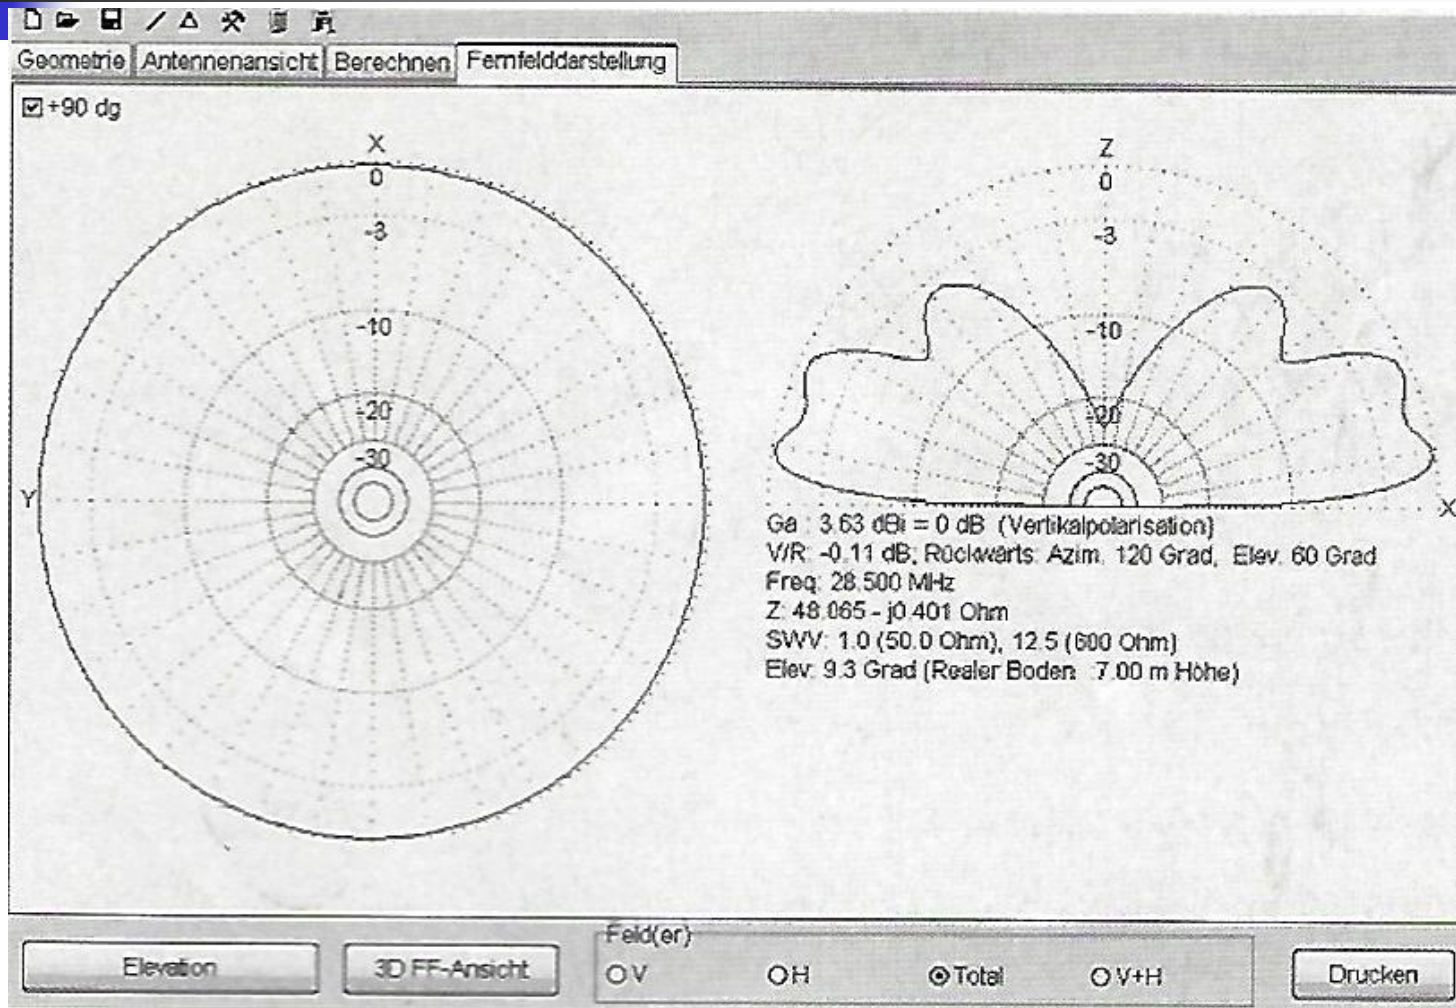 Geometrie Antennenansicht Berechnen Fernfelddarstellung
+90 dg
X
0
-3
-10
-20
-30
Y
Z
0
-3
-10
-20
-30
X
Ga : 3.63 dBi = 0 dB (Vertikalpolarisation)
V/R: -0.11 dB; Rückwärts: Azim. 120 Grad, Elev. 60 Grad
Freq: 28.500 MHz
Z: 48.065 - j0.401 Ohm
SWV: 1.0 (50.0 Ohm), 12.5 (600 Ohm)
Elev: 9.3 Grad (Realer Boden :7.00 m Höhe)
Feld(er)
Elevation 3D FF-Ansicht V H Total V+H Drucken